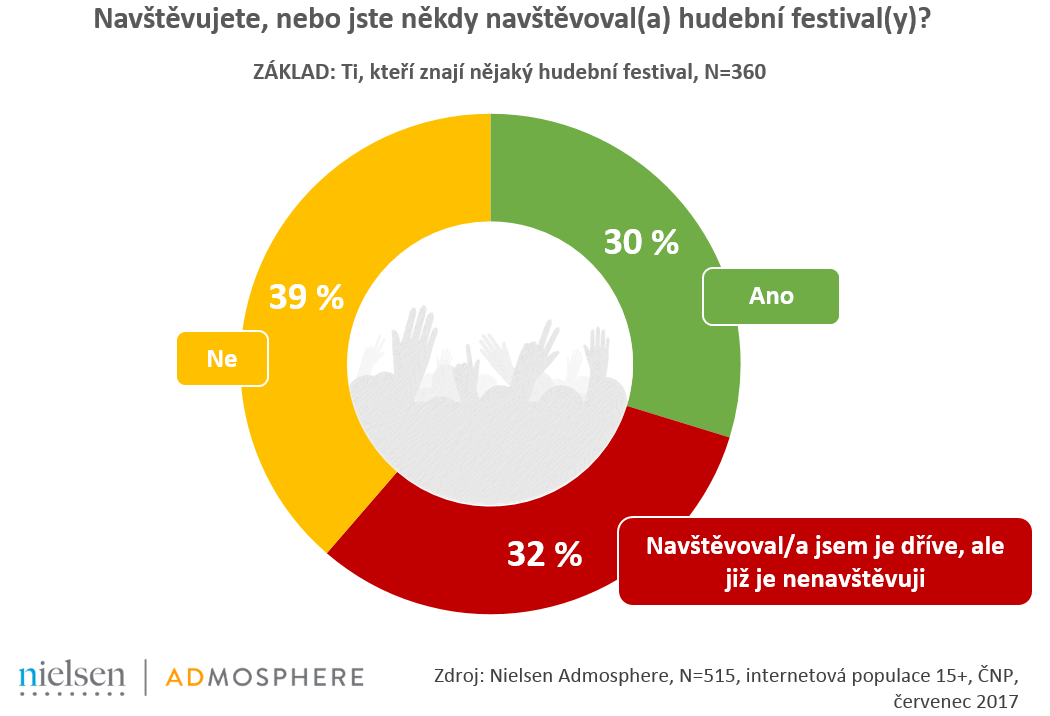 Navštěvujete, nebo jste někdy navštěvoval(a) hudební festival(y)?
ZÁKLAD: Ti, kteří znají nějaký hudební festival, N=360
30 %
Ano
39 %
Ne
32 %
Navštěvoval/a jsem je dříve, ale
již je nenavštěvuji
nielsen | ADMOSPHERE
Zdroj: Nielsen Admosphere, N=515, internetová populace 15+, ČNP,
červenec 2017